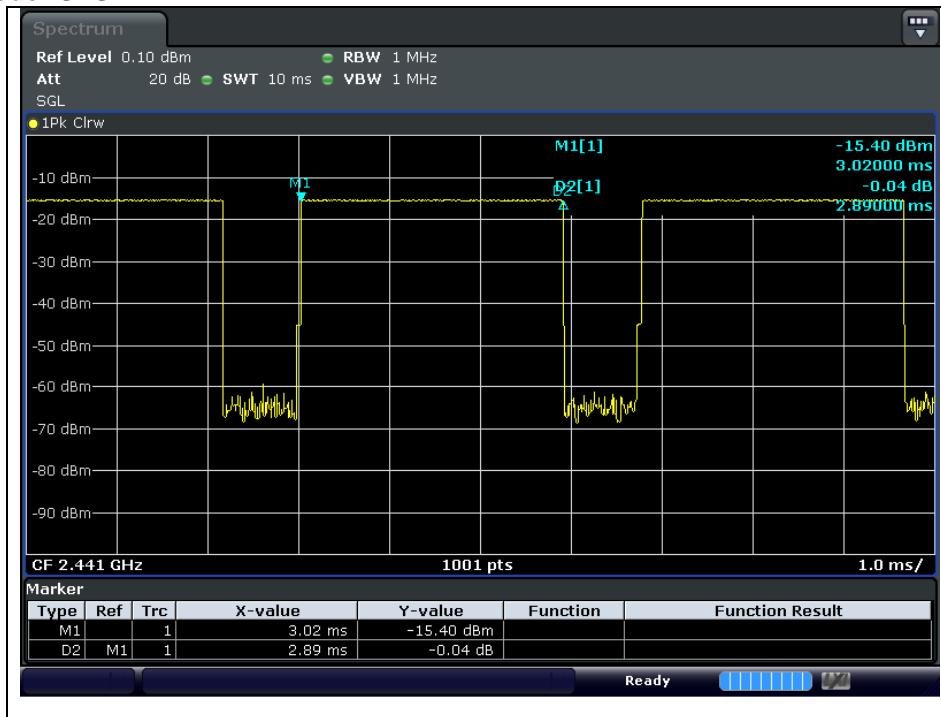 Spectrum
Ref Level 0.10 dBm RBW 1 MHz
Att 20 dB SWT 10 ms VBW 1 MHz
SGL
1Pk Clrw
M1[1] -15.40 dBm
3.02000 ms
D2[1] -0.04 dB
2.89000 ms
M1
D2
-10 dBm
-20 dBm
-30 dBm
-40 dBm
-50 dBm
-60 dBm
-70 dBm
-80 dBm
-90 dBm
CF 2.441 GHz 1001 pts 1.0 ms/
Marker
Type Ref Trc X-value Y-value Function Function Result
M1 1 3.02 ms -15.40 dBm
D2 M1 1 2.89 ms -0.04 dB
Ready